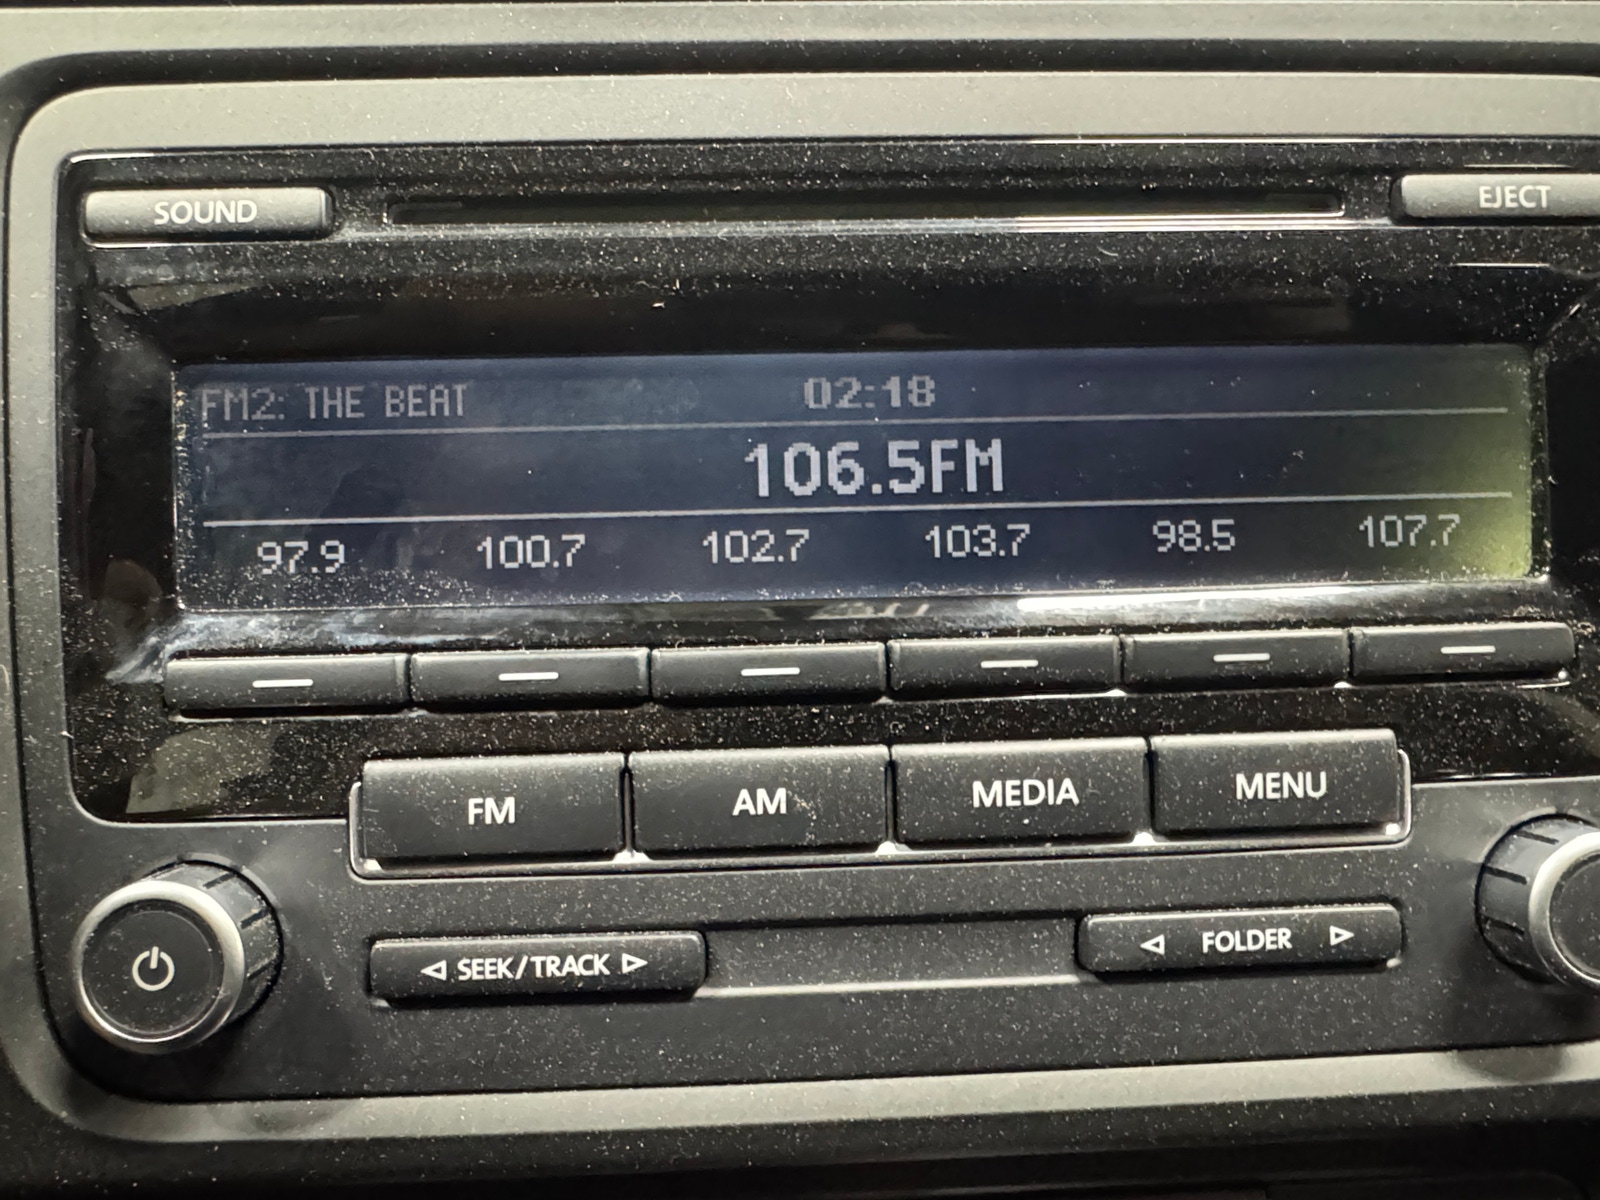 SOUND EJECT
FM2: THE BEAT 02:18
106.5FM
97.9 100.7 102.7 103.7 98.5 107.7
FM AM MEDIA MENU
SEEK/TRACK FOLDER